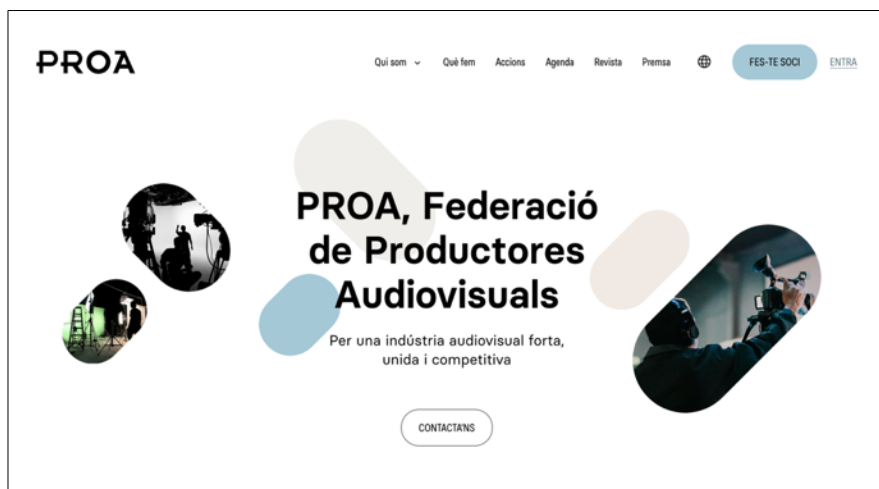 PROA
Qui som
Què fem
Accions
Agenda
Revista
Premsa
FES-TE SOCI
ENTRA
PROA, Federació
de Productores
Audiovisuals
Per una indústria audiovisual forta,
unida i competitiva
CONTACTA'NS